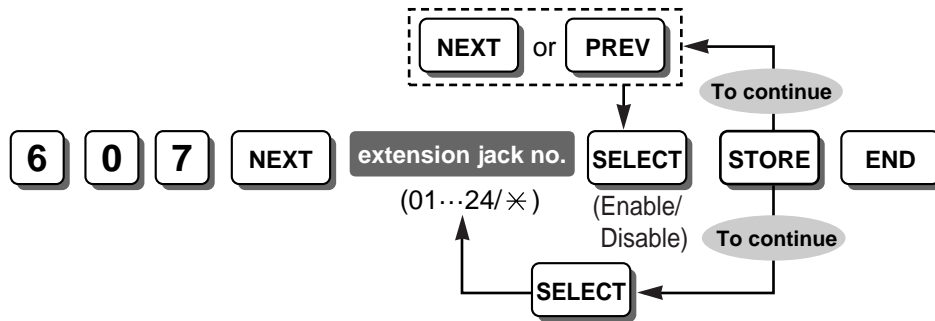 NEXT or PREV
To continue
6 0 7 NEXT extension jack no. SELECT STORE END
(01···24/✳)
(Enable/
Disable)
To continue
SELECT